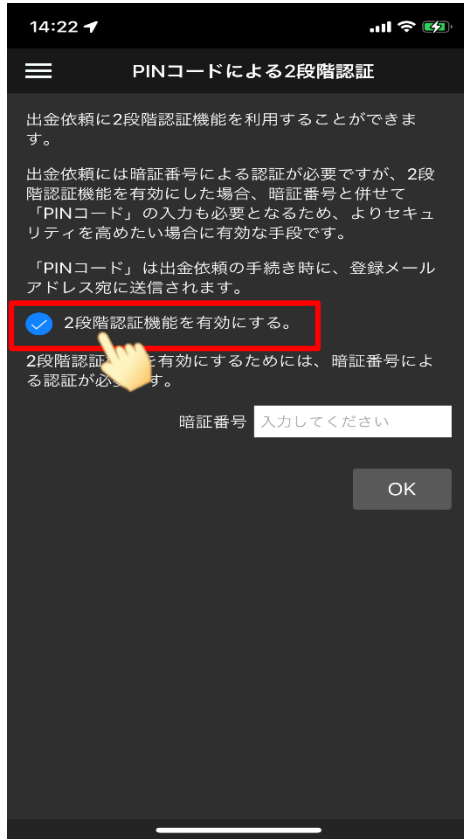 14:22
PINコードによる2段階認証
出金依頼に2段階認証機能を利用することができま
す。
出金依頼には暗証番号による認証が必要ですが、2段
階認証機能を有効にした場合、暗証番号と併せて
「PINコード」の入力も必要となるため、よりセキュ
リティを高めたい場合に有効な手段です。
「PINコード」は出金依頼の手続き時に、登録メール
アドレス宛に送信されます。
2段階認証機能を有効にする。
2段階認証 を有効にするためには、暗証番号によ
る認証が必 す。
暗証番号 入力してください
OK